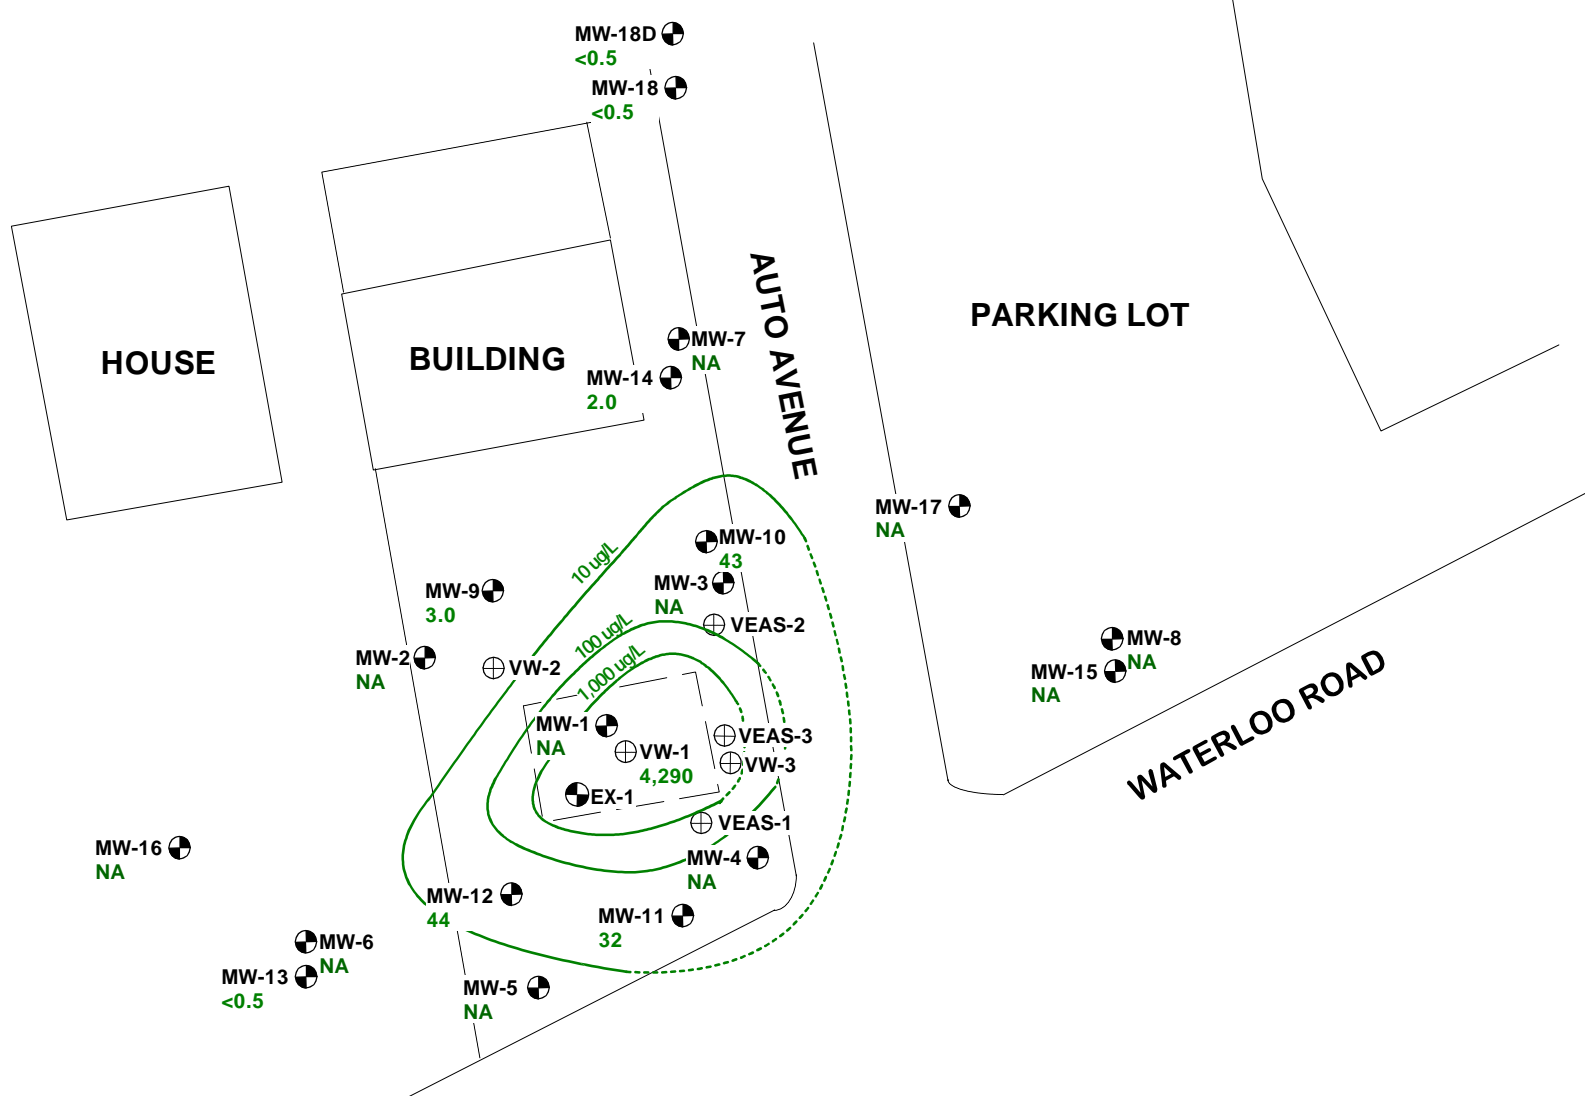 MW-18D
<0.5
MW-18
<0.5
AUTO AVENUE
PARKING LOT
HOUSE
BUILDING
MW-7
NA
MW-14
2.0
MW-17
NA
MW-10
43
10 ug/L
MW-3
NA
MW-9
3.0
VEAS-2
100 ug/L
MW-8
NA
MW-2
NA
VW-2
1,000 ug/L
MW-15
NA
WATERLOO ROAD
MW-1
NA
VEAS-3
VW-1
4,290
VW-3
EX-1
VEAS-1
MW-16
NA
MW-4
NA
MW-12
44
MW-11
32
MW-6
NA
MW-13
<0.5
MW-5
NA